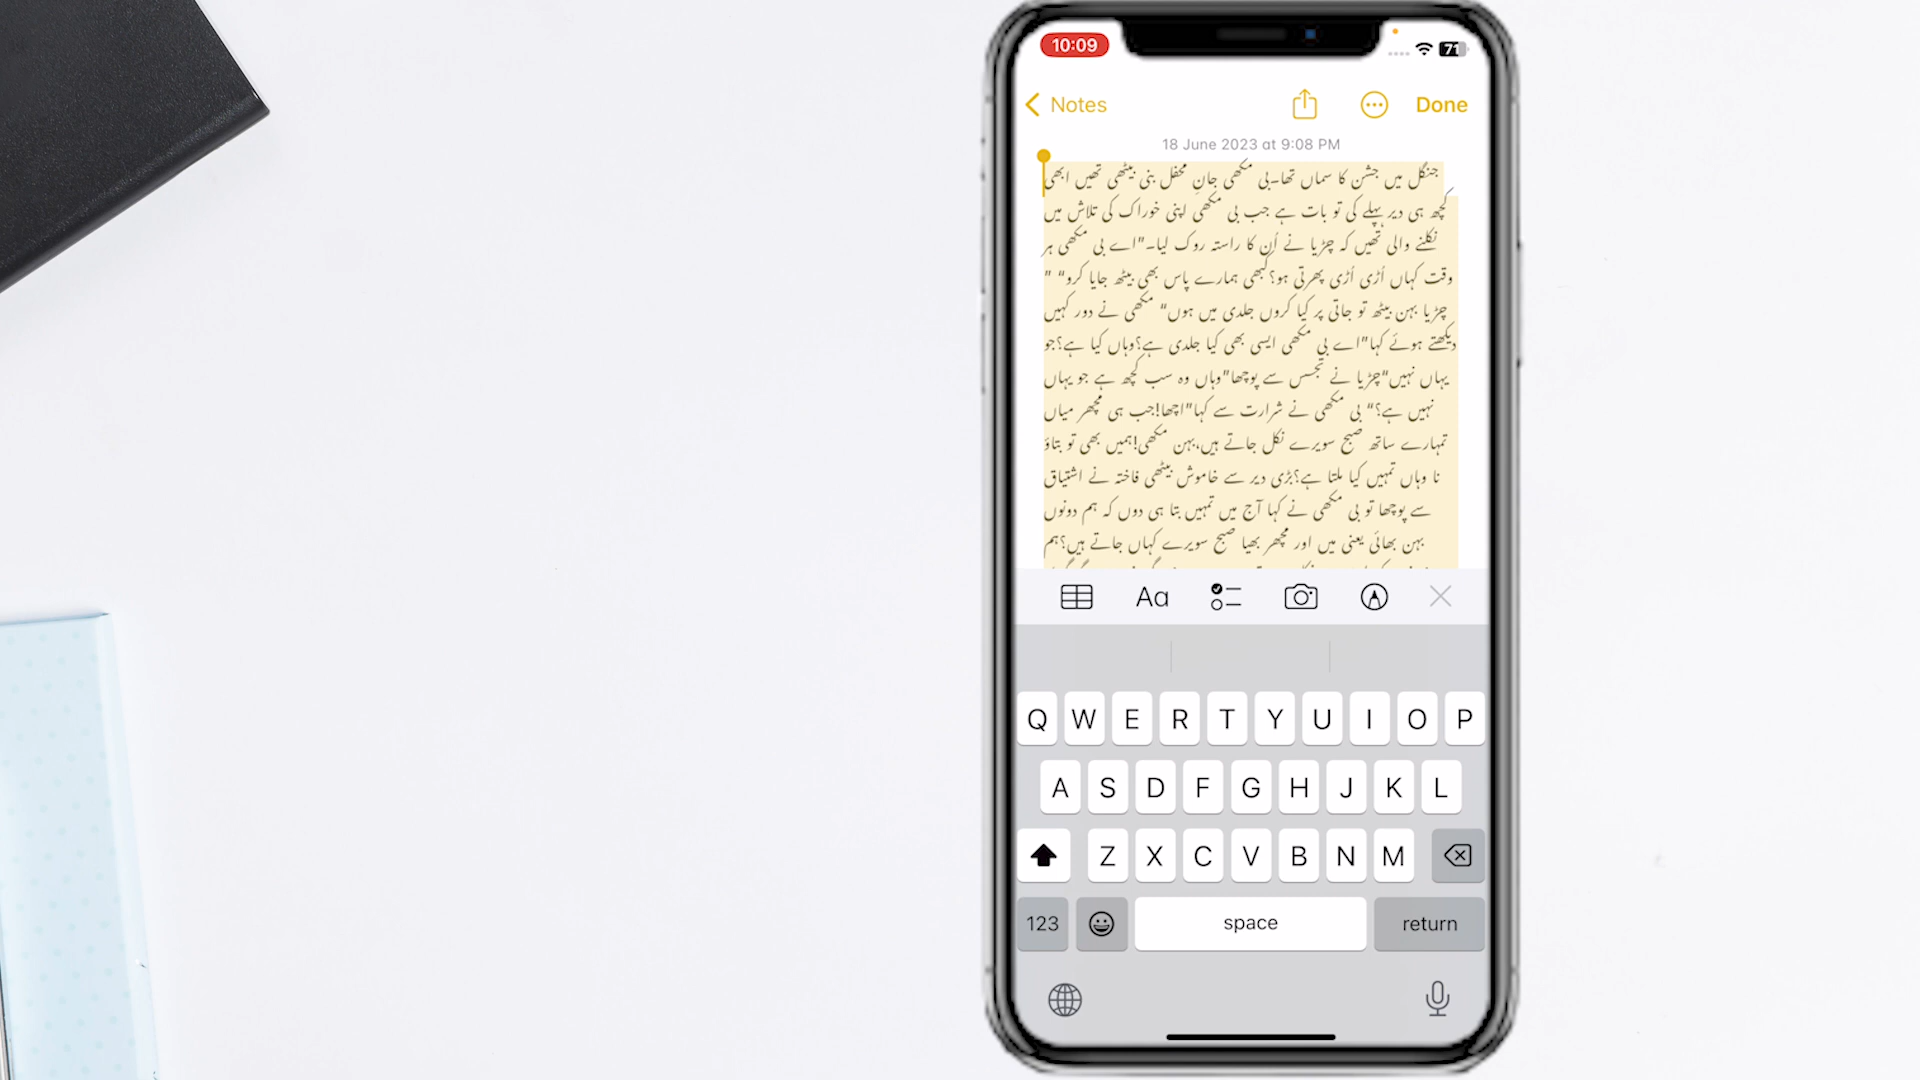 10:09
71
Notes
Done
18 June 2023 at 9:08 PM
جنگل میں جشن کا سماں تھا۔بی مکھی جانِ محفل بنی بیٹھی تھیں ابھی
کچھ ہی دیر پہلے کی تو بات ہے جب بی مکھی اپنی خوراک کی تلاش میں
نکلنے والی تھیں کہ چڑیا نے اُن کا راستہ روک لیا۔"اے بی مکھی ہر
وقت کہاں اُڑی اُڑی پھرتی ہو؟کبھی ہمارے پاس بھی بیٹھ جایا کرو“ "
چڑیا بہن بیٹھ تو جاتی پر کیا کروں جلدی میں ہوں“ مکھی نے دور کہیں
دیکھتے ہوئے کہا"اے بی مکھی ایسی بھی کیا جلدی ہے؟وہاں کیا ہے؟جو
یہاں نہیں“چڑیا نے تجسس سے پوچھا"وہاں وہ سب کچھ ہے جو یہاں
نہیں ہے؟“ بی مکھی نے شرارت سے کہا"اچھا!جب ہی مچھر میاں
تمہارے ساتھ صبح سویرے نکل جاتے ہیں،بہن مکھی!ہمیں بھی تو بتاؤ
نا وہاں تمہیں کیا ملتا ہے؟بڑی دیر سے خاموش بیٹھی فاختہ نے اشتیاق
سے پوچھا تو بی مکھی نے کہا آج میں تمہیں بتا ہی دوں کہ ہم دونوں
بہن بھائی یعنی میں اور مچھر بھیا صبح سویرے کہاں جاتے ہیں؟ہم
Aa
Q W E R T Y U I O P
A S D F G H J K L
Z X C V B N M
123 space return